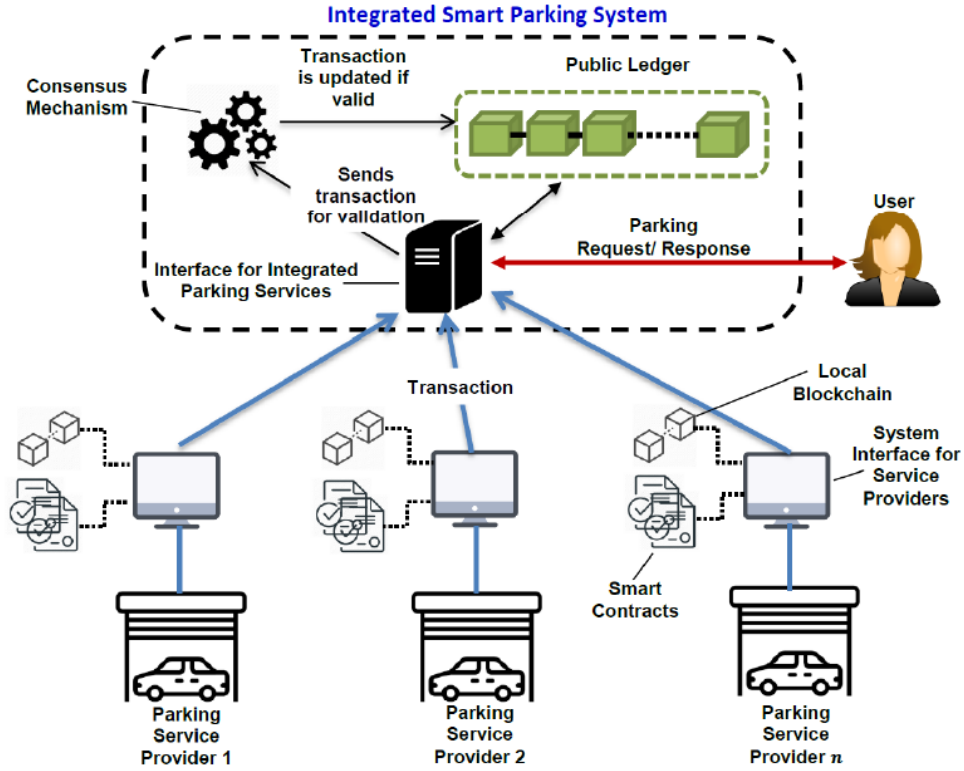 Integrated Smart Parking System
Transaction
is updated if
valid
Public Ledger
Consensus
Mechanism
Sends
transaction
for validation
User
Parking
Request/ Response
Interface for Integrated
Parking Services
Transaction
Local
Blockchain
System
Interface for
Service
Providers
Smart
Contracts
Parking
Service
Provider 1
Parking
Service
Provider 2
Parking
Service
Provider n